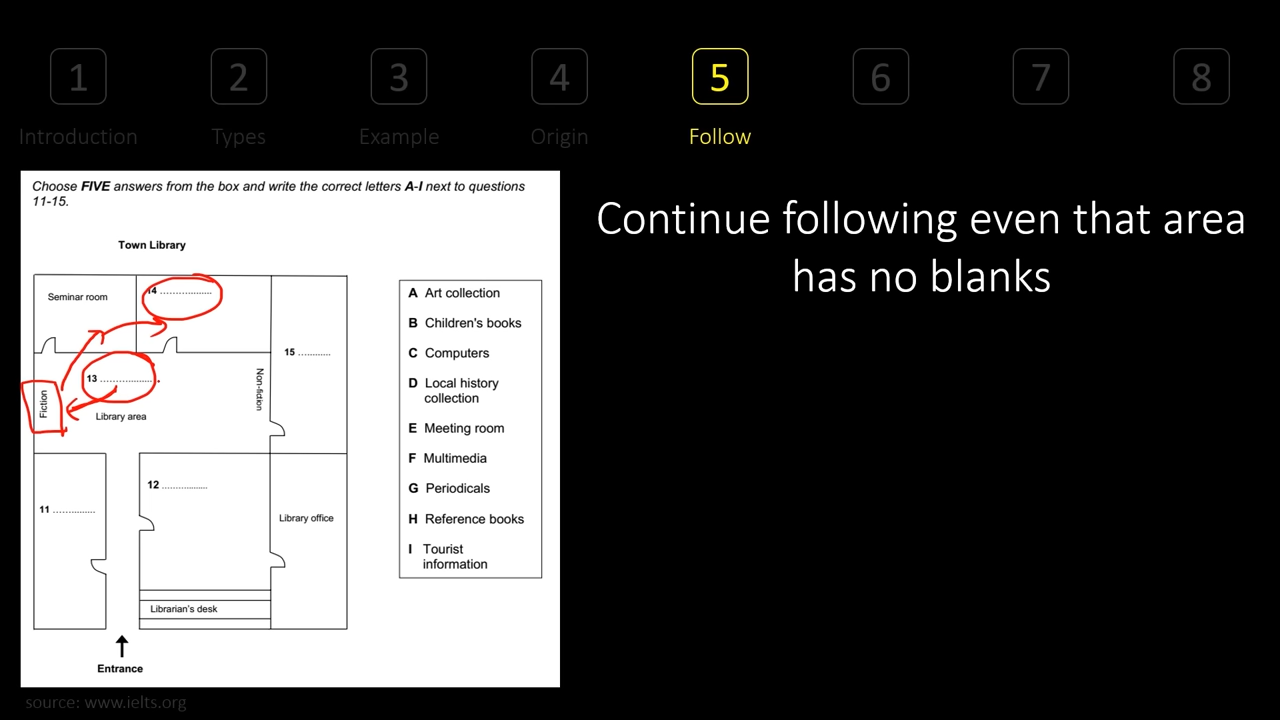 1 2 3 4 5 6 7 8
Introduction Types Example Origin Follow
Choose FIVE answers from the box and write the correct letters A-I next to questions
11-15.
Town Library
Seminar room
14 ....................
15 ............
13 ....................
Fiction
Non-fiction
Library area
12 .................
11 ................
Library office
Librarian's desk
Entrance
A Art collection
B Children's books
C Computers
D Local history
collection
E Meeting room
F Multimedia
G Periodicals
H Reference books
I Tourist
information
Continue following even that area
has no blanks
source: www.ielts.org